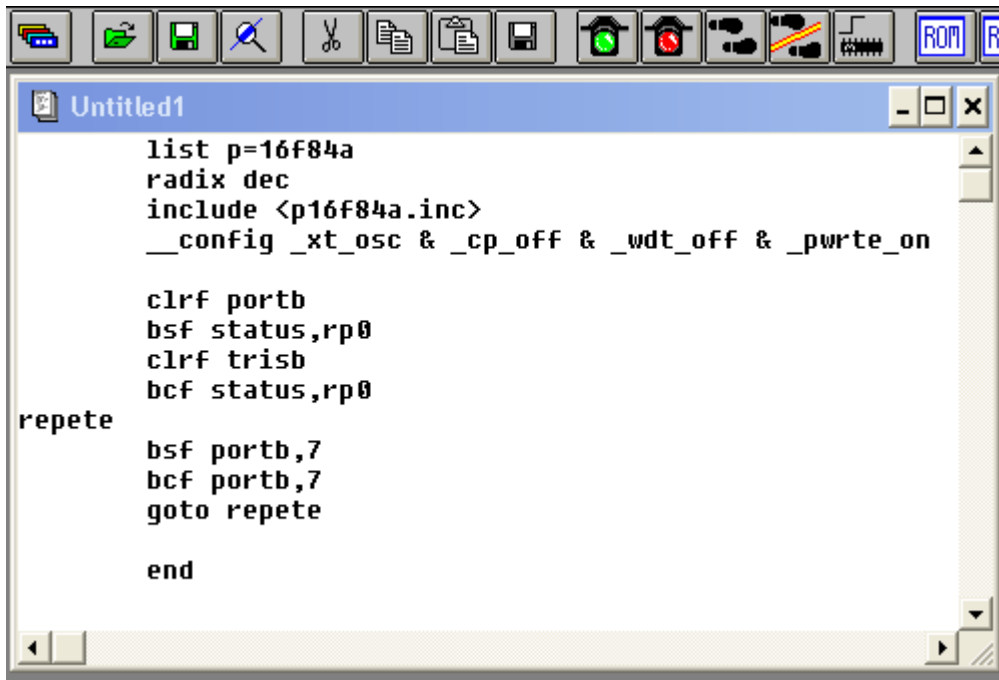 ROM
R
Untitled1
list p=16f84a
radix dec
include <p16f84a.inc>
__config _xt_osc & _cp_off & _wdt_off & _pwrte_on
clrf portb
bsf status,rp0
clrf trisb
bcf status,rp0
repete
bsf portb,7
bcf portb,7
goto repete
end